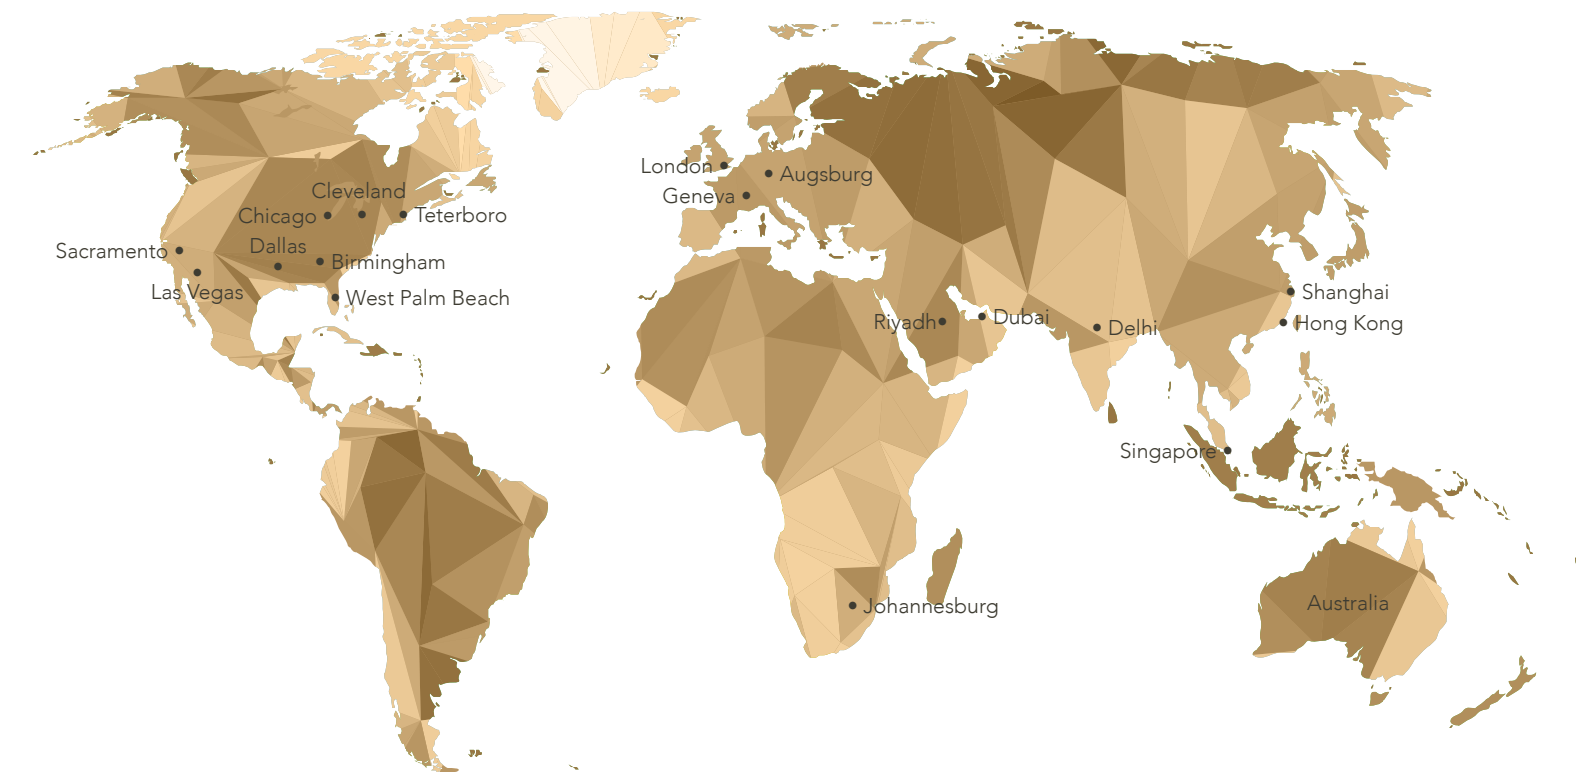 London
Augsburg
Geneva
Cleveland
Chicago
Teterboro
Dallas
Sacramento
Birmingham
Las Vegas
West Palm Beach
Shanghai
Riyadh
Dubai
Delhi
Hong Kong
Singapore
Johannesburg
Australia